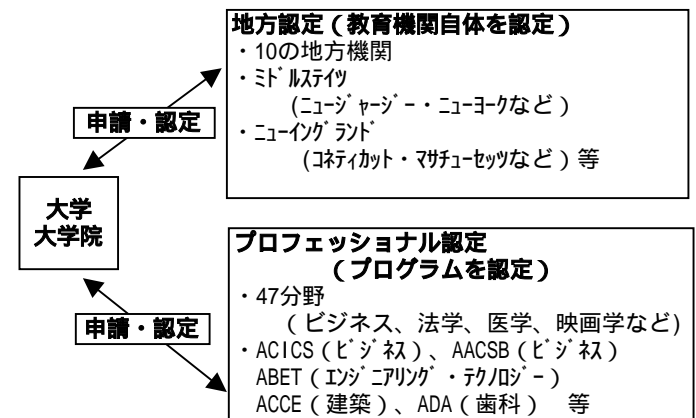 地方認定(教育機関自体を認定)
・10の地方機関
・ミドルステイツ
(ニュージャージー・ニューヨークなど)
・ニューイングランド
(コネティカット・マサチューセッツなど)等
申請・認定
大学
大学院
プロフェッショナル認定
(プログラムを認定)
・47分野
(ビジネス、法学、医学、映画学など)
・ACICS(ビジネス)、AACSB(ビジネス)
ABET(エンジニアリング・テクノロジー)
ACCE(建築)、ADA(歯科) 等
申請・認定